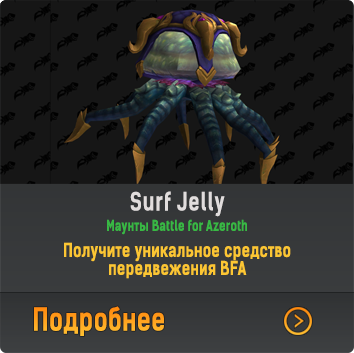 Surf Jelly
Маунты Battle for Azeroth
Получите уникальное средство
передвежения BFA
Подробнее